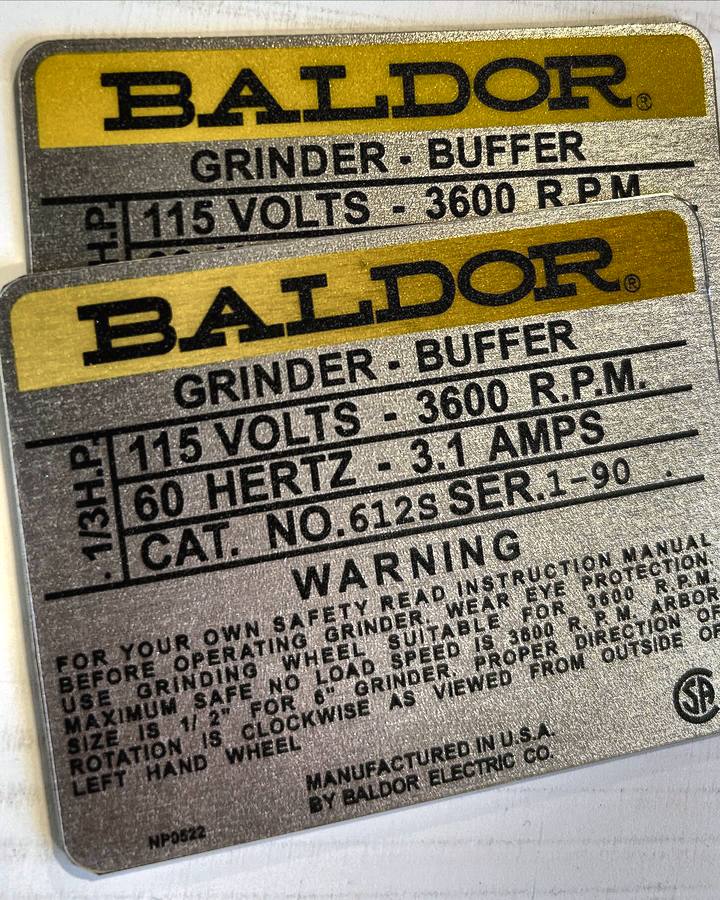 BALDOR®
GRINDER - BUFFER
H.P.
115 VOLTS - 3600 R.P.M.
BALDOR®
GRINDER - BUFFER
1/3 H.P.
115 VOLTS - 3600 R.P.M.
60 HERTZ - 3.1 AMPS
CAT. NO. 612S SER. 1-90
WARNING
FOR YOUR OWN SAFETY READ INSTRUCTION MANUAL
BEFORE OPERATING GRINDER. WEAR EYE PROTECTION.
USE GRINDING WHEEL SUITABLE FOR 3600 R.P.M.
MAXIMUM SAFE NO LOAD SPEED IS 3600 R.P.M. ARBOR
SIZE IS 1/2" FOR 6" GRINDER. PROPER DIRECTION OF
ROTATION IS CLOCKWISE AS VIEWED FROM OUTSIDE OF
LEFT HAND WHEEL
SA
MANUFACTURED IN U.S.A.
BY BALDOR ELECTRIC CO.
NP0522